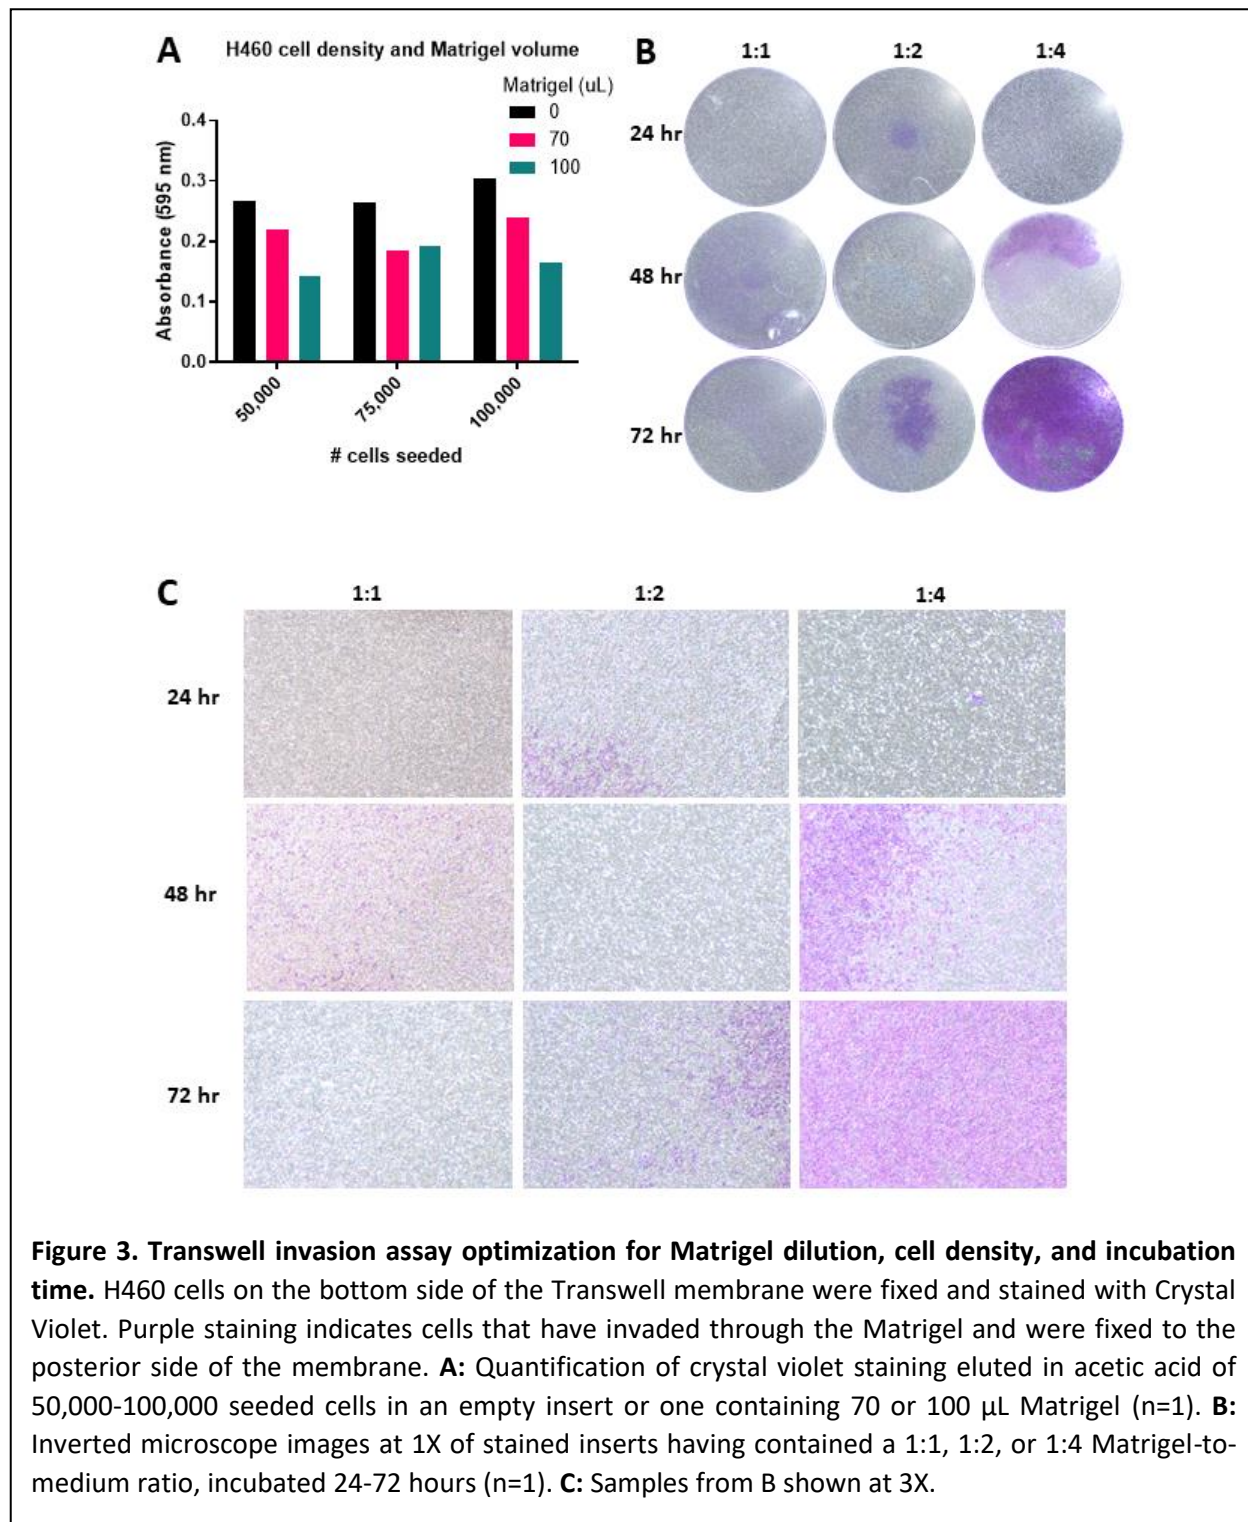 A
H460 cell density and Matrigel volume
Matrigel (uL)
0
70
100
Absorbance (595 nm)
0.4
0.3
0.2
0.1
0.0
50,000
75,000
100,000
# cells seeded
B
1:1
1:2
1:4
24 hr
48 hr
72 hr
C
1:1
1:2
1:4
24 hr
48 hr
72 hr
Figure 3. Transwell invasion assay optimization for Matrigel dilution, cell density, and incubation
time. H460 cells on the bottom side of the Transwell membrane were fixed and stained with Crystal
Violet. Purple staining indicates cells that have invaded through the Matrigel and were fixed to the
posterior side of the membrane. A: Quantification of crystal violet staining eluted in acetic acid of
50,000-100,000 seeded cells in an empty insert or one containing 70 or 100 µL Matrigel (n=1). B:
Inverted microscope images at 1X of stained inserts having contained a 1:1, 1:2, or 1:4 Matrigel-to-
medium ratio, incubated 24-72 hours (n=1). C: Samples from B shown at 3X.